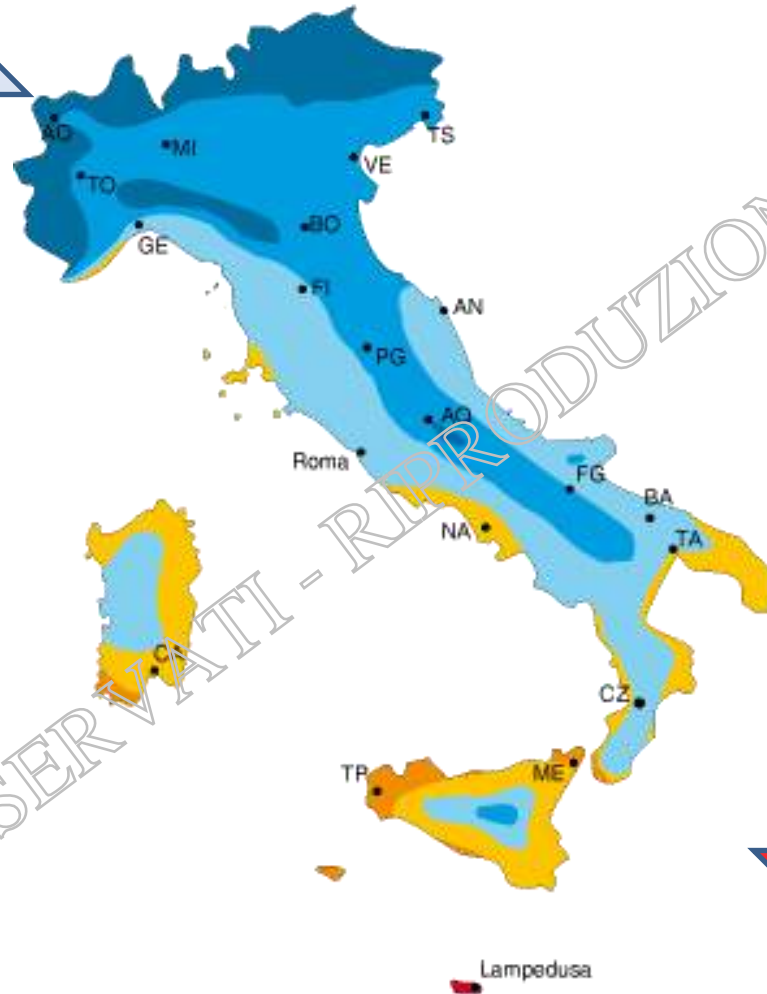 AO
MI
TS
VE
TO
BO
GE
FI
AN
PG
AQ
Roma
FG
BA
NA
TA
CZ
TP
ME
Lampedusa
SERVATI - RIPRODUZION